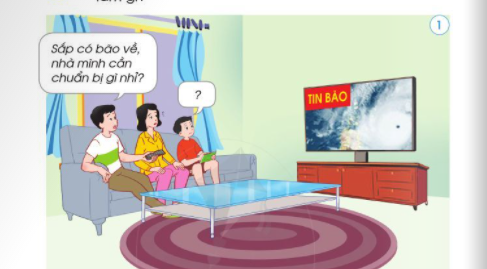 1
Sắp có bão về,
nhà mình cần
chuẩn bị gì nhỉ?
?
TIN BÃO